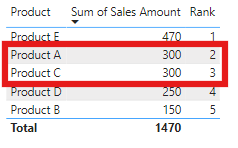 Product Sum of Sales Amount Rank
Product E 470 1
Product A 300 2
Product C 300 3
Product D 250 4
Product B 150 5
Total 1470